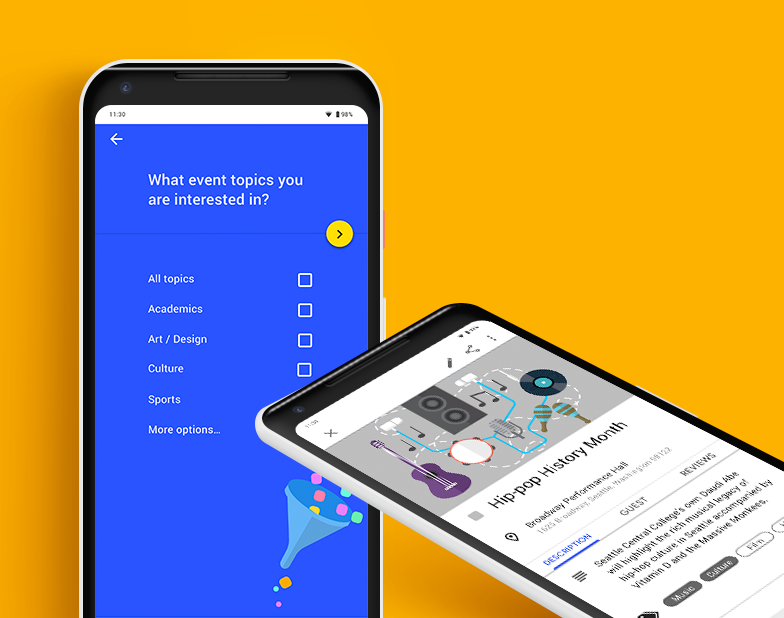 11:30
98%
What event topics you
are interested in?
All topics
Academics
Art / Design
Culture
Sports
More options...
Hip-pop History Month
Broadway Performance Hall
1625 Broadway, Seattle, Washington 98122
DESCRIPTION
GUEST
REVIEWS
Seattle Central College's own Daudi Abe
will highlight the rich musical legacy of
hip-hop culture in Seattle accompanied by
Vitamin D and the Massive Monkees.
Music
Culture
Film